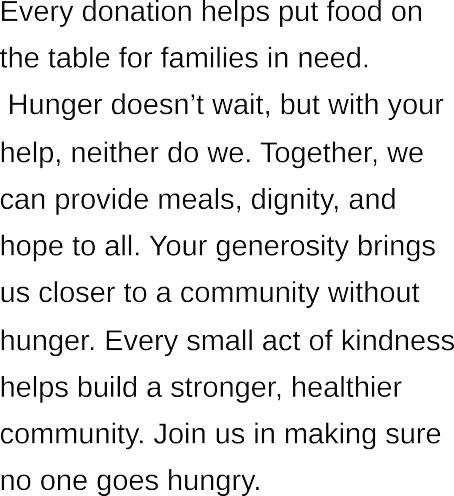 Every donation helps put food on
the table for families in need.
Hunger doesn’t wait, but with your
help, neither do we. Together, we
can provide meals, dignity, and
hope to all. Your generosity brings
us closer to a community without
hunger. Every small act of kindness
helps build a stronger, healthier
community. Join us in making sure
no one goes hungry.